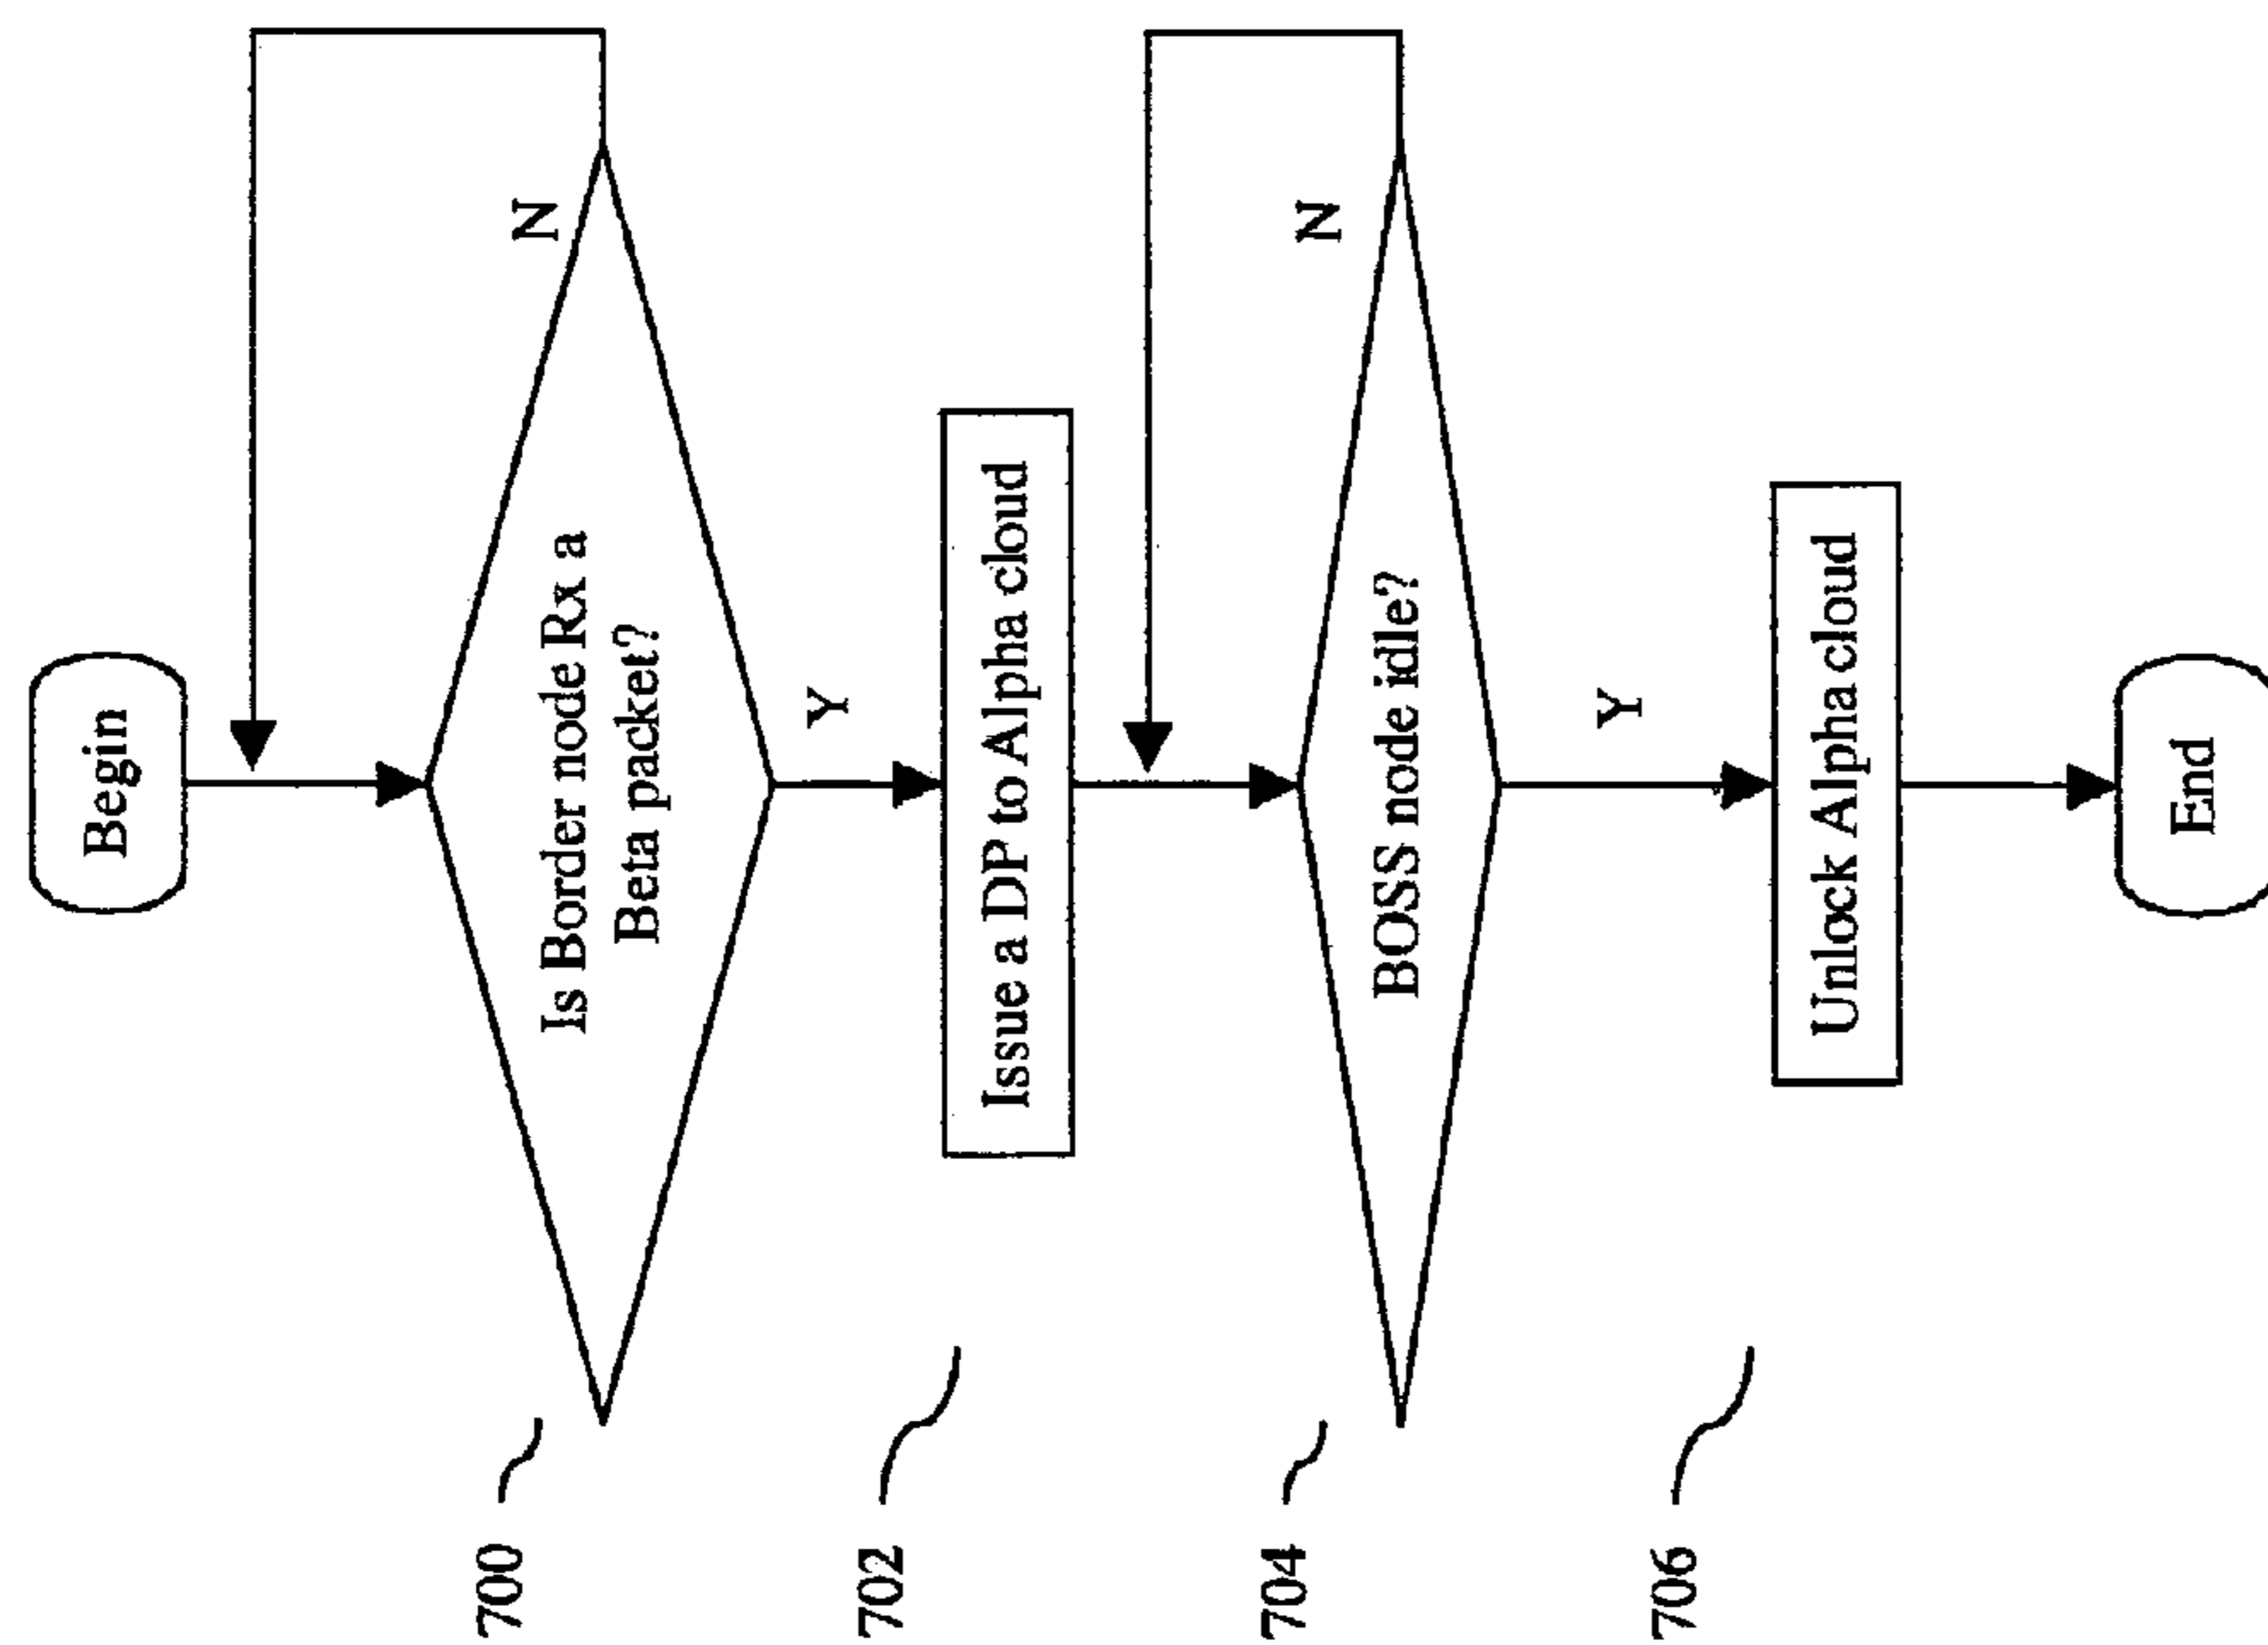 Begin
700
Is Border node Rx a
Beta packet?
N
Y
702
Issue a DP to Alpha cloud
704
BOSS node idle?
N
Y
706
Unlock Alpha cloud
End